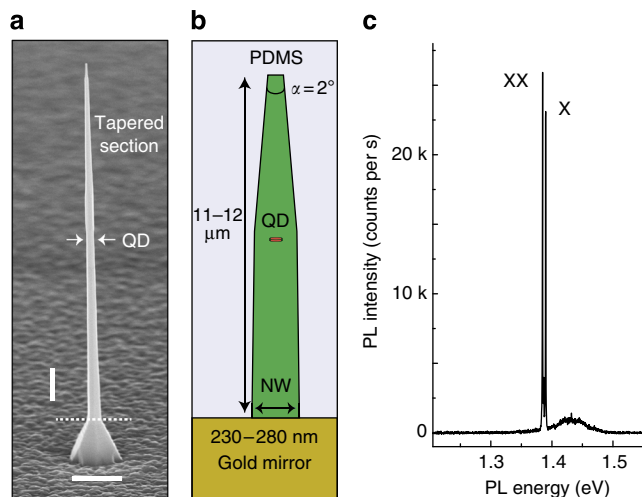 a
Tapered
section
QD
b
PDMS
α = 2°
11–12
μm
QD
NW
230–280 nm
Gold mirror
c
XX
X
20 k
10 k
0
PL intensity (counts per s)
1.3
1.4
1.5
PL energy (eV)